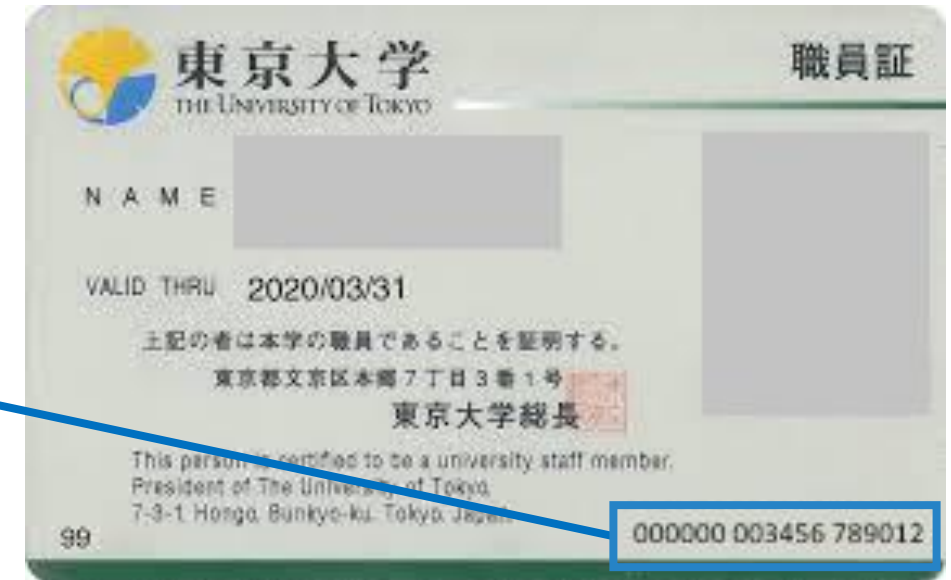 東京大学
THE UNIVERSITY OF TOKYO
職員証
NAME
VALID THRU 2020/03/31
上記の者は本学の職員であることを証明する。
東京都文京区本郷7丁目3番1号
東京大学総長
This person is certified to be a university staff member.
President of The University of Tokyo,
7-3-1 Hongo, Bunkyo-ku, Tokyo, Japan
99
000000 003456 789012